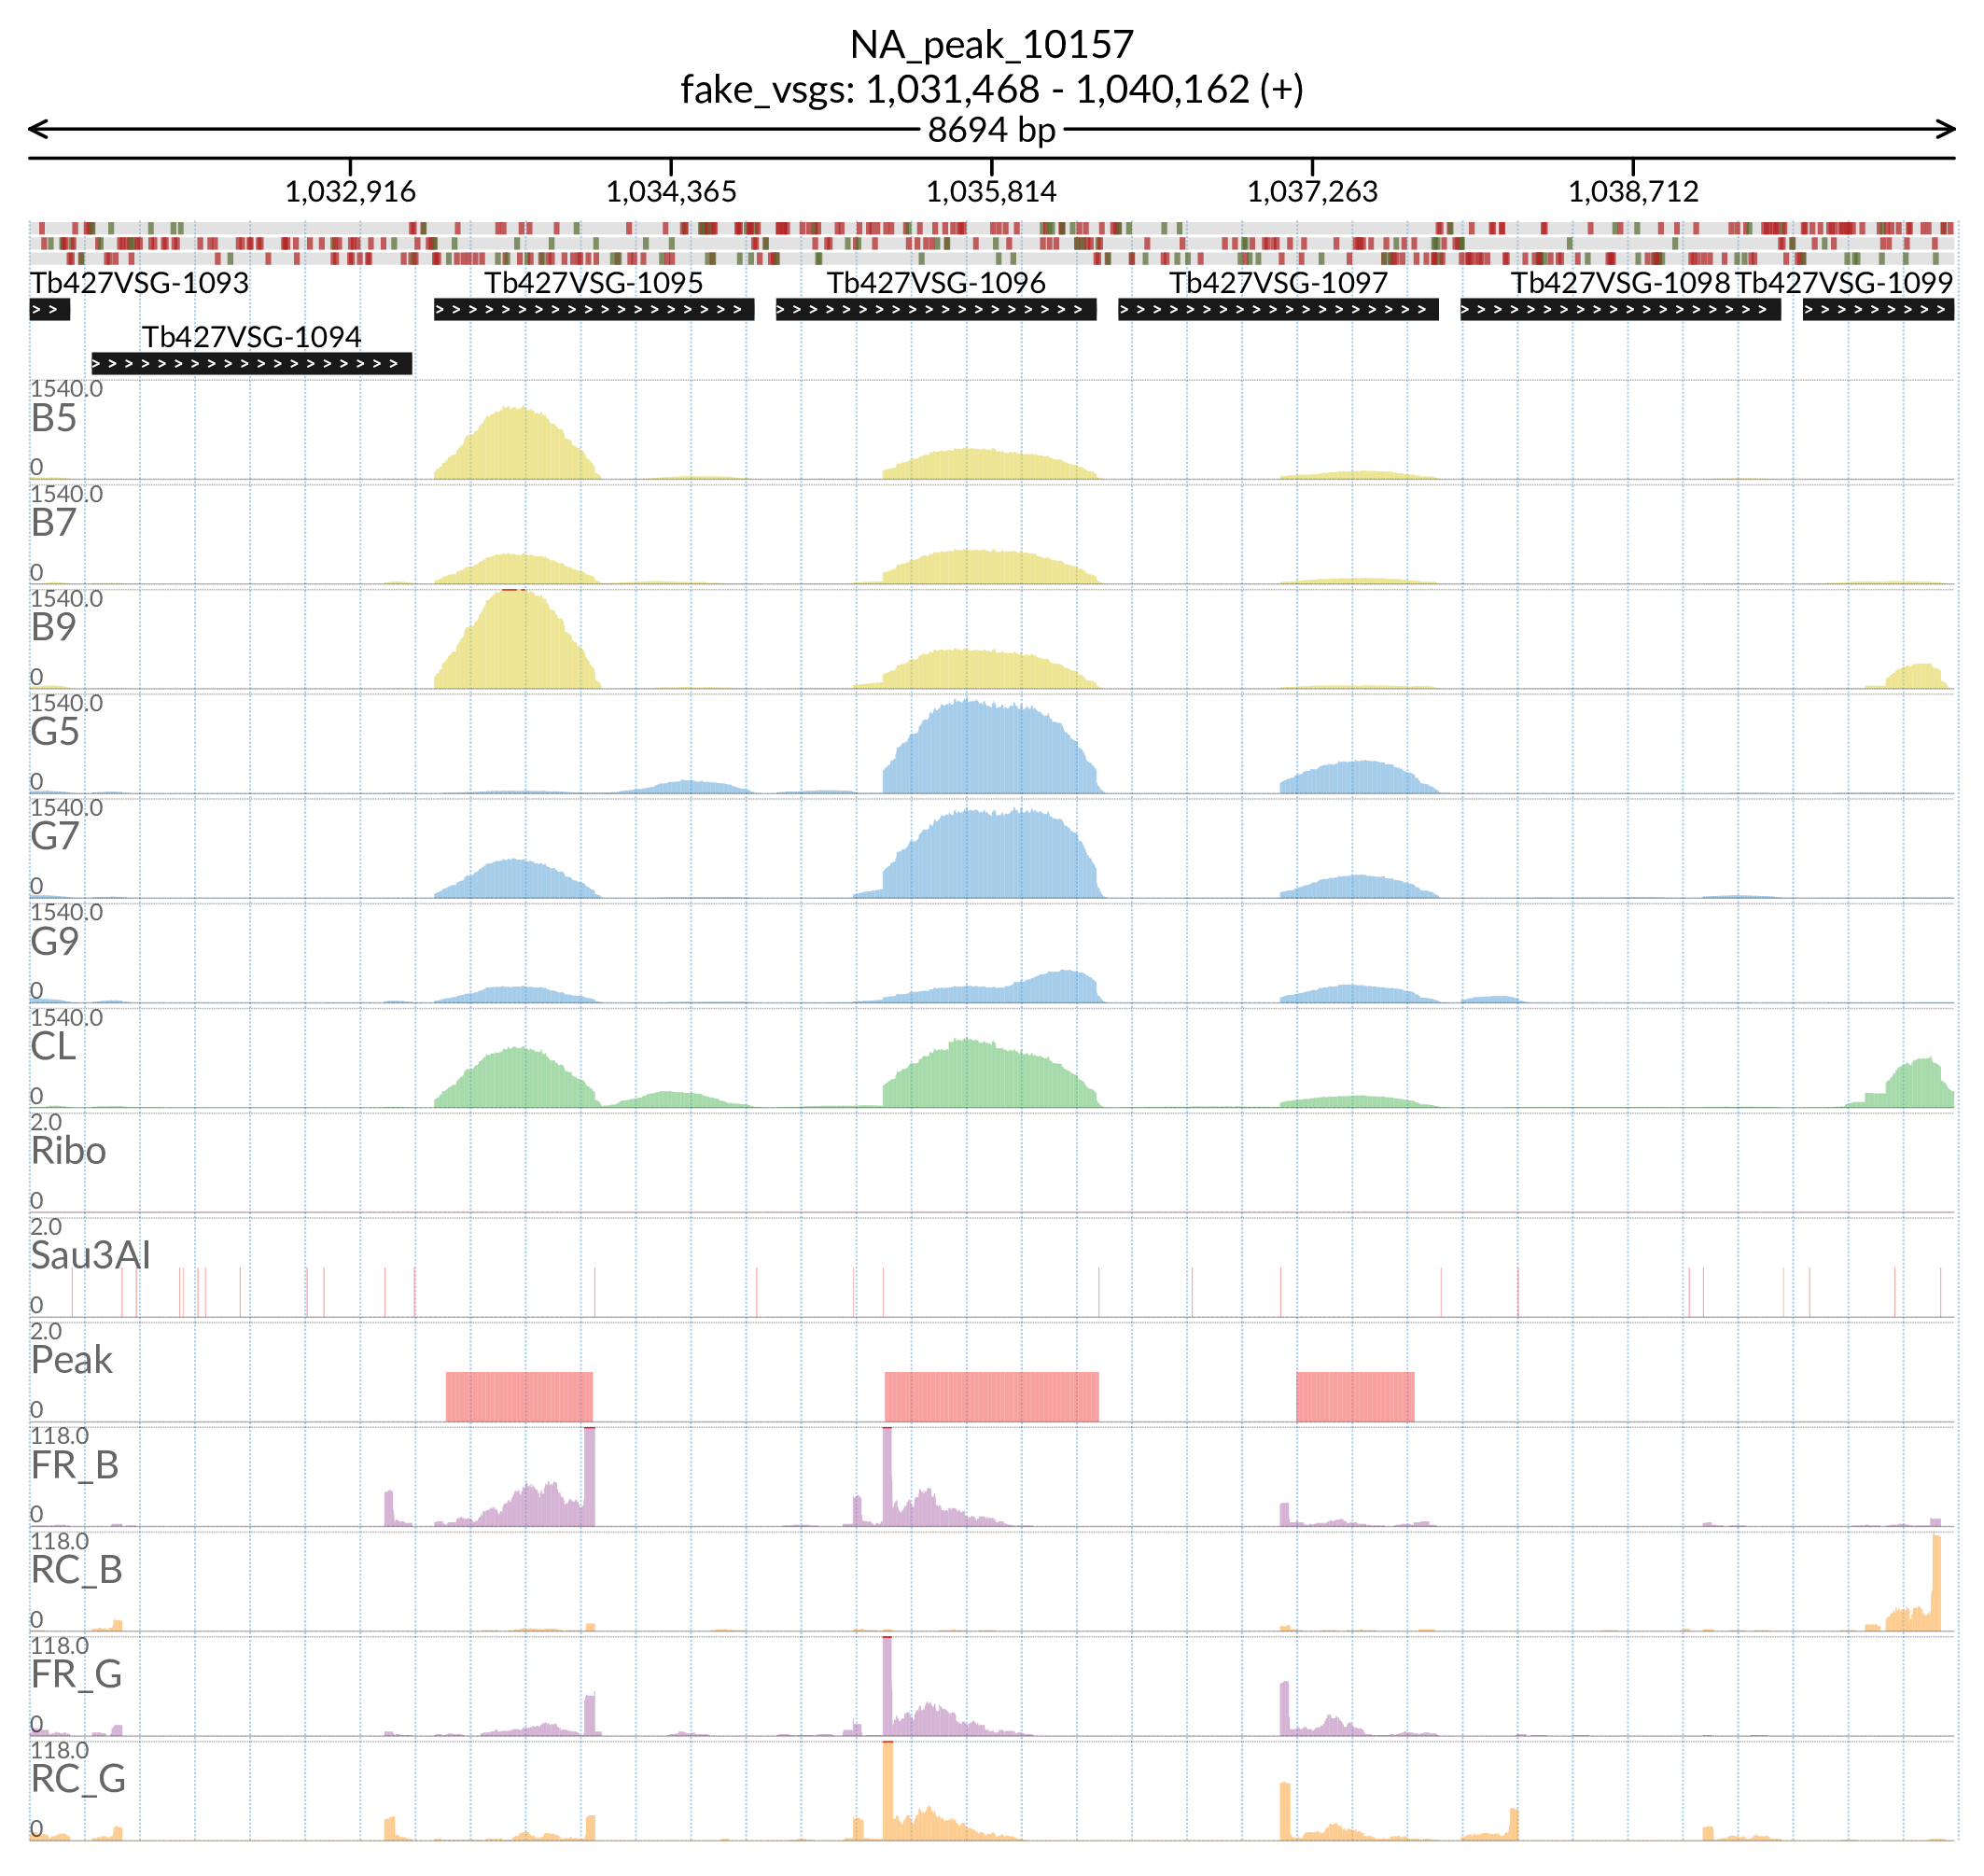 NA_peak_10157
fake_vsgs: 1,031,468 - 1,040,162 (+)
8694 bp
1,032,916 1,034,365 1,035,814 1,037,263 1,038,712
Tb427VSG-1093 Tb427VSG-1095 Tb427VSG-1096 Tb427VSG-1097 Tb427VSG-1098 Tb427VSG-1099
Tb427VSG-1094
1540.0
B5
0
1540.0
B7
0
1540.0
B9
0
1540.0
G5
0
1540.0
G7
0
1540.0
G9
0
1540.0
CL
0
2.0
Ribo
0
2.0
Sau3AI
0
2.0
Peak
0
118.0
FR_B
0
118.0
RC_B
0
118.0
FR_G
0
118.0
RC_G
0